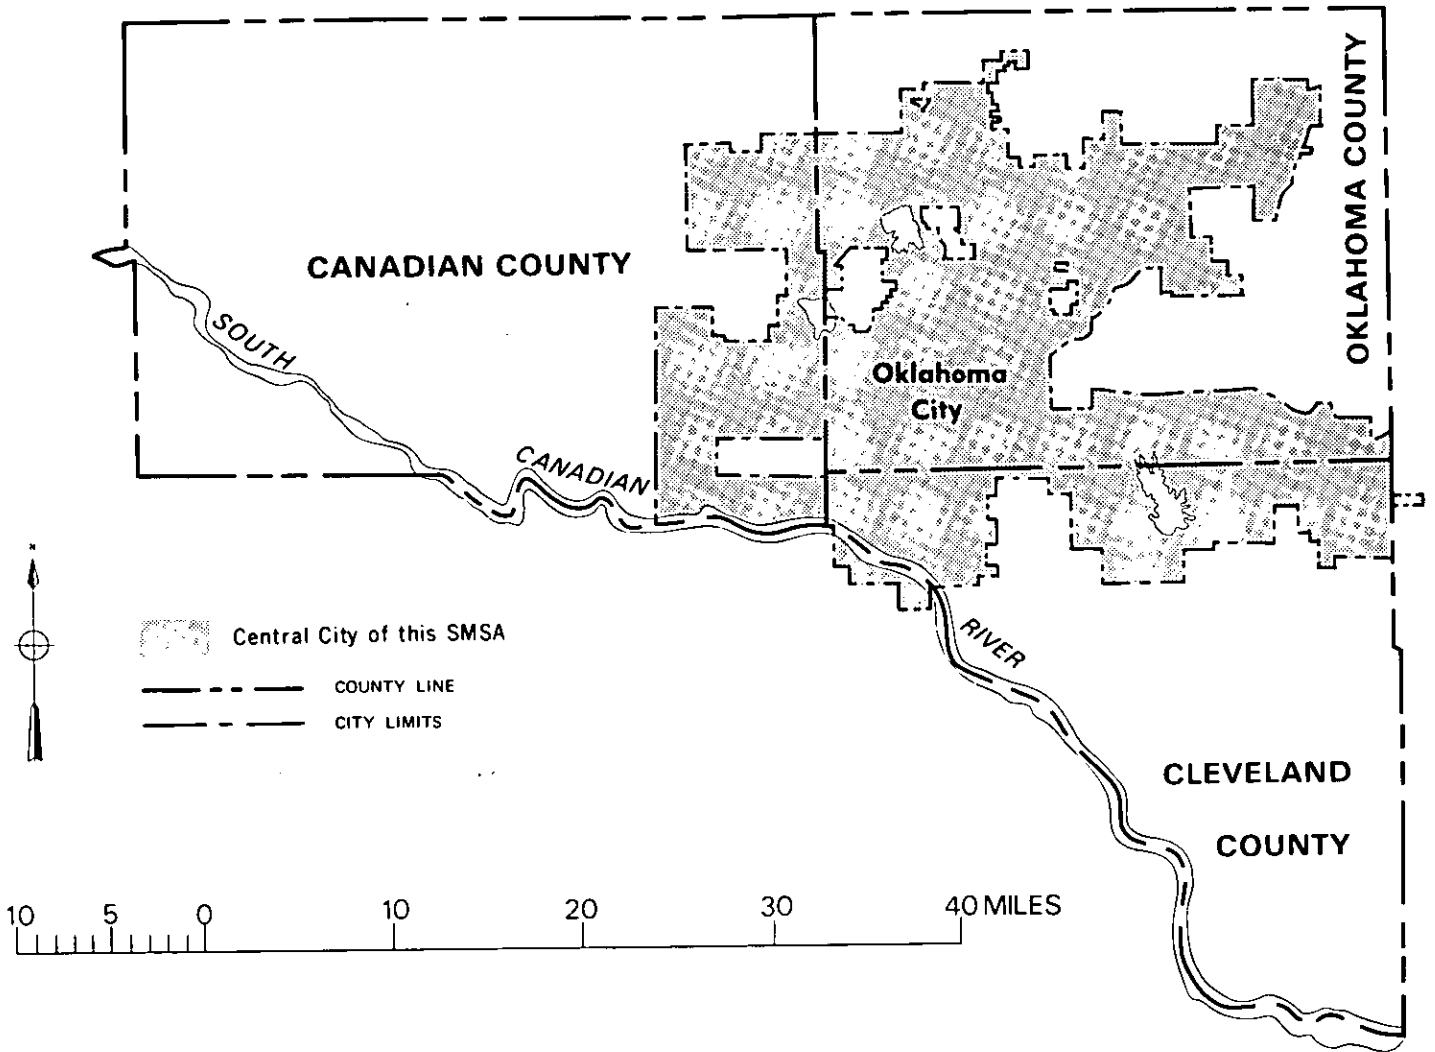 OKLAHOMA COUNTY
CANADIAN COUNTY
SOUTH
Oklahoma
City
CANADIAN
N
Central City of this SMSA
RIVER
COUNTY LINE
CITY LIMITS
CLEVELAND
COUNTY
10 5 0 10 20 30 40 MILES